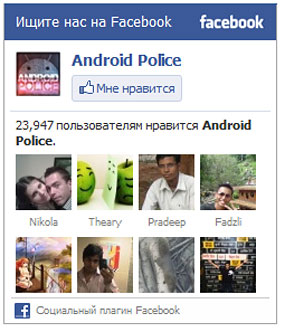 Ищите нас на Facebook facebook
ANDROID
POLICE
Android Police
Мне нравится
23,947 пользователям нравится Android
Police.
Nikola Theary Pradeep Fadzli
Социальный плагин Facebook